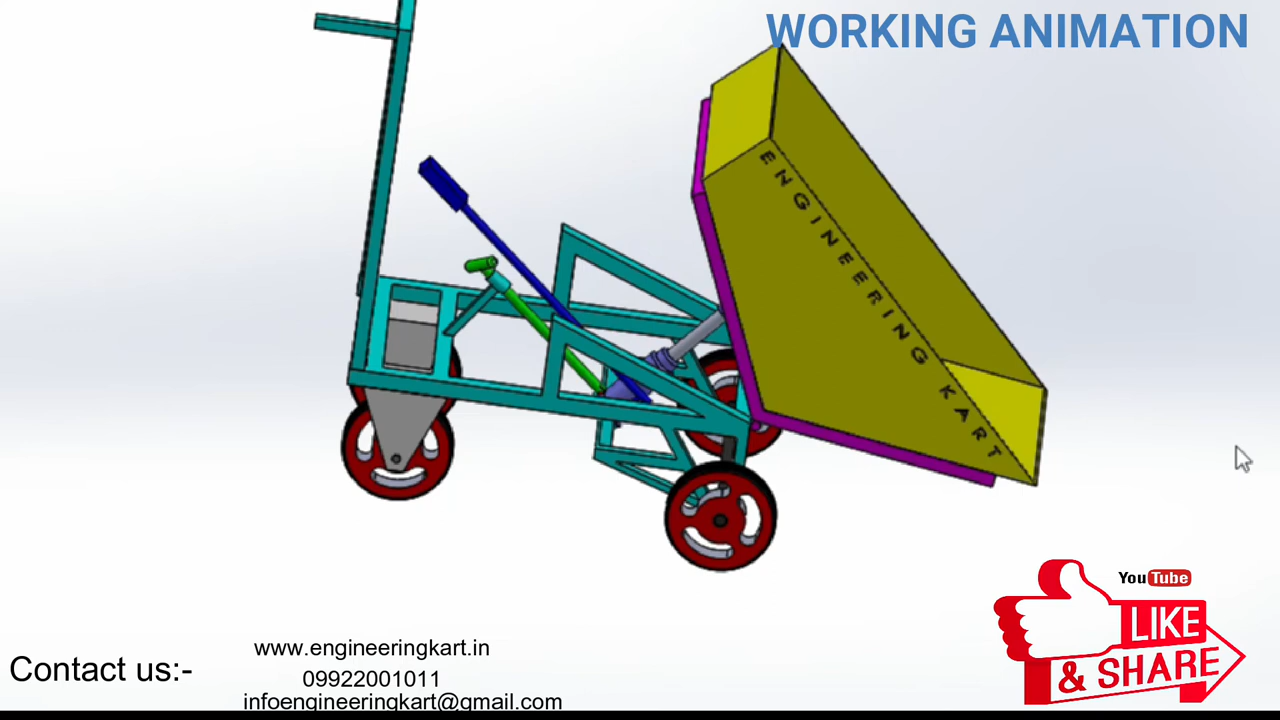 WORKING ANIMATION
ENGINEERING KART
YouTube
LIKE
& SHARE
www.engineeringkart.in
Contact us:-
09922001011
infoengineeringkart@gmail.com